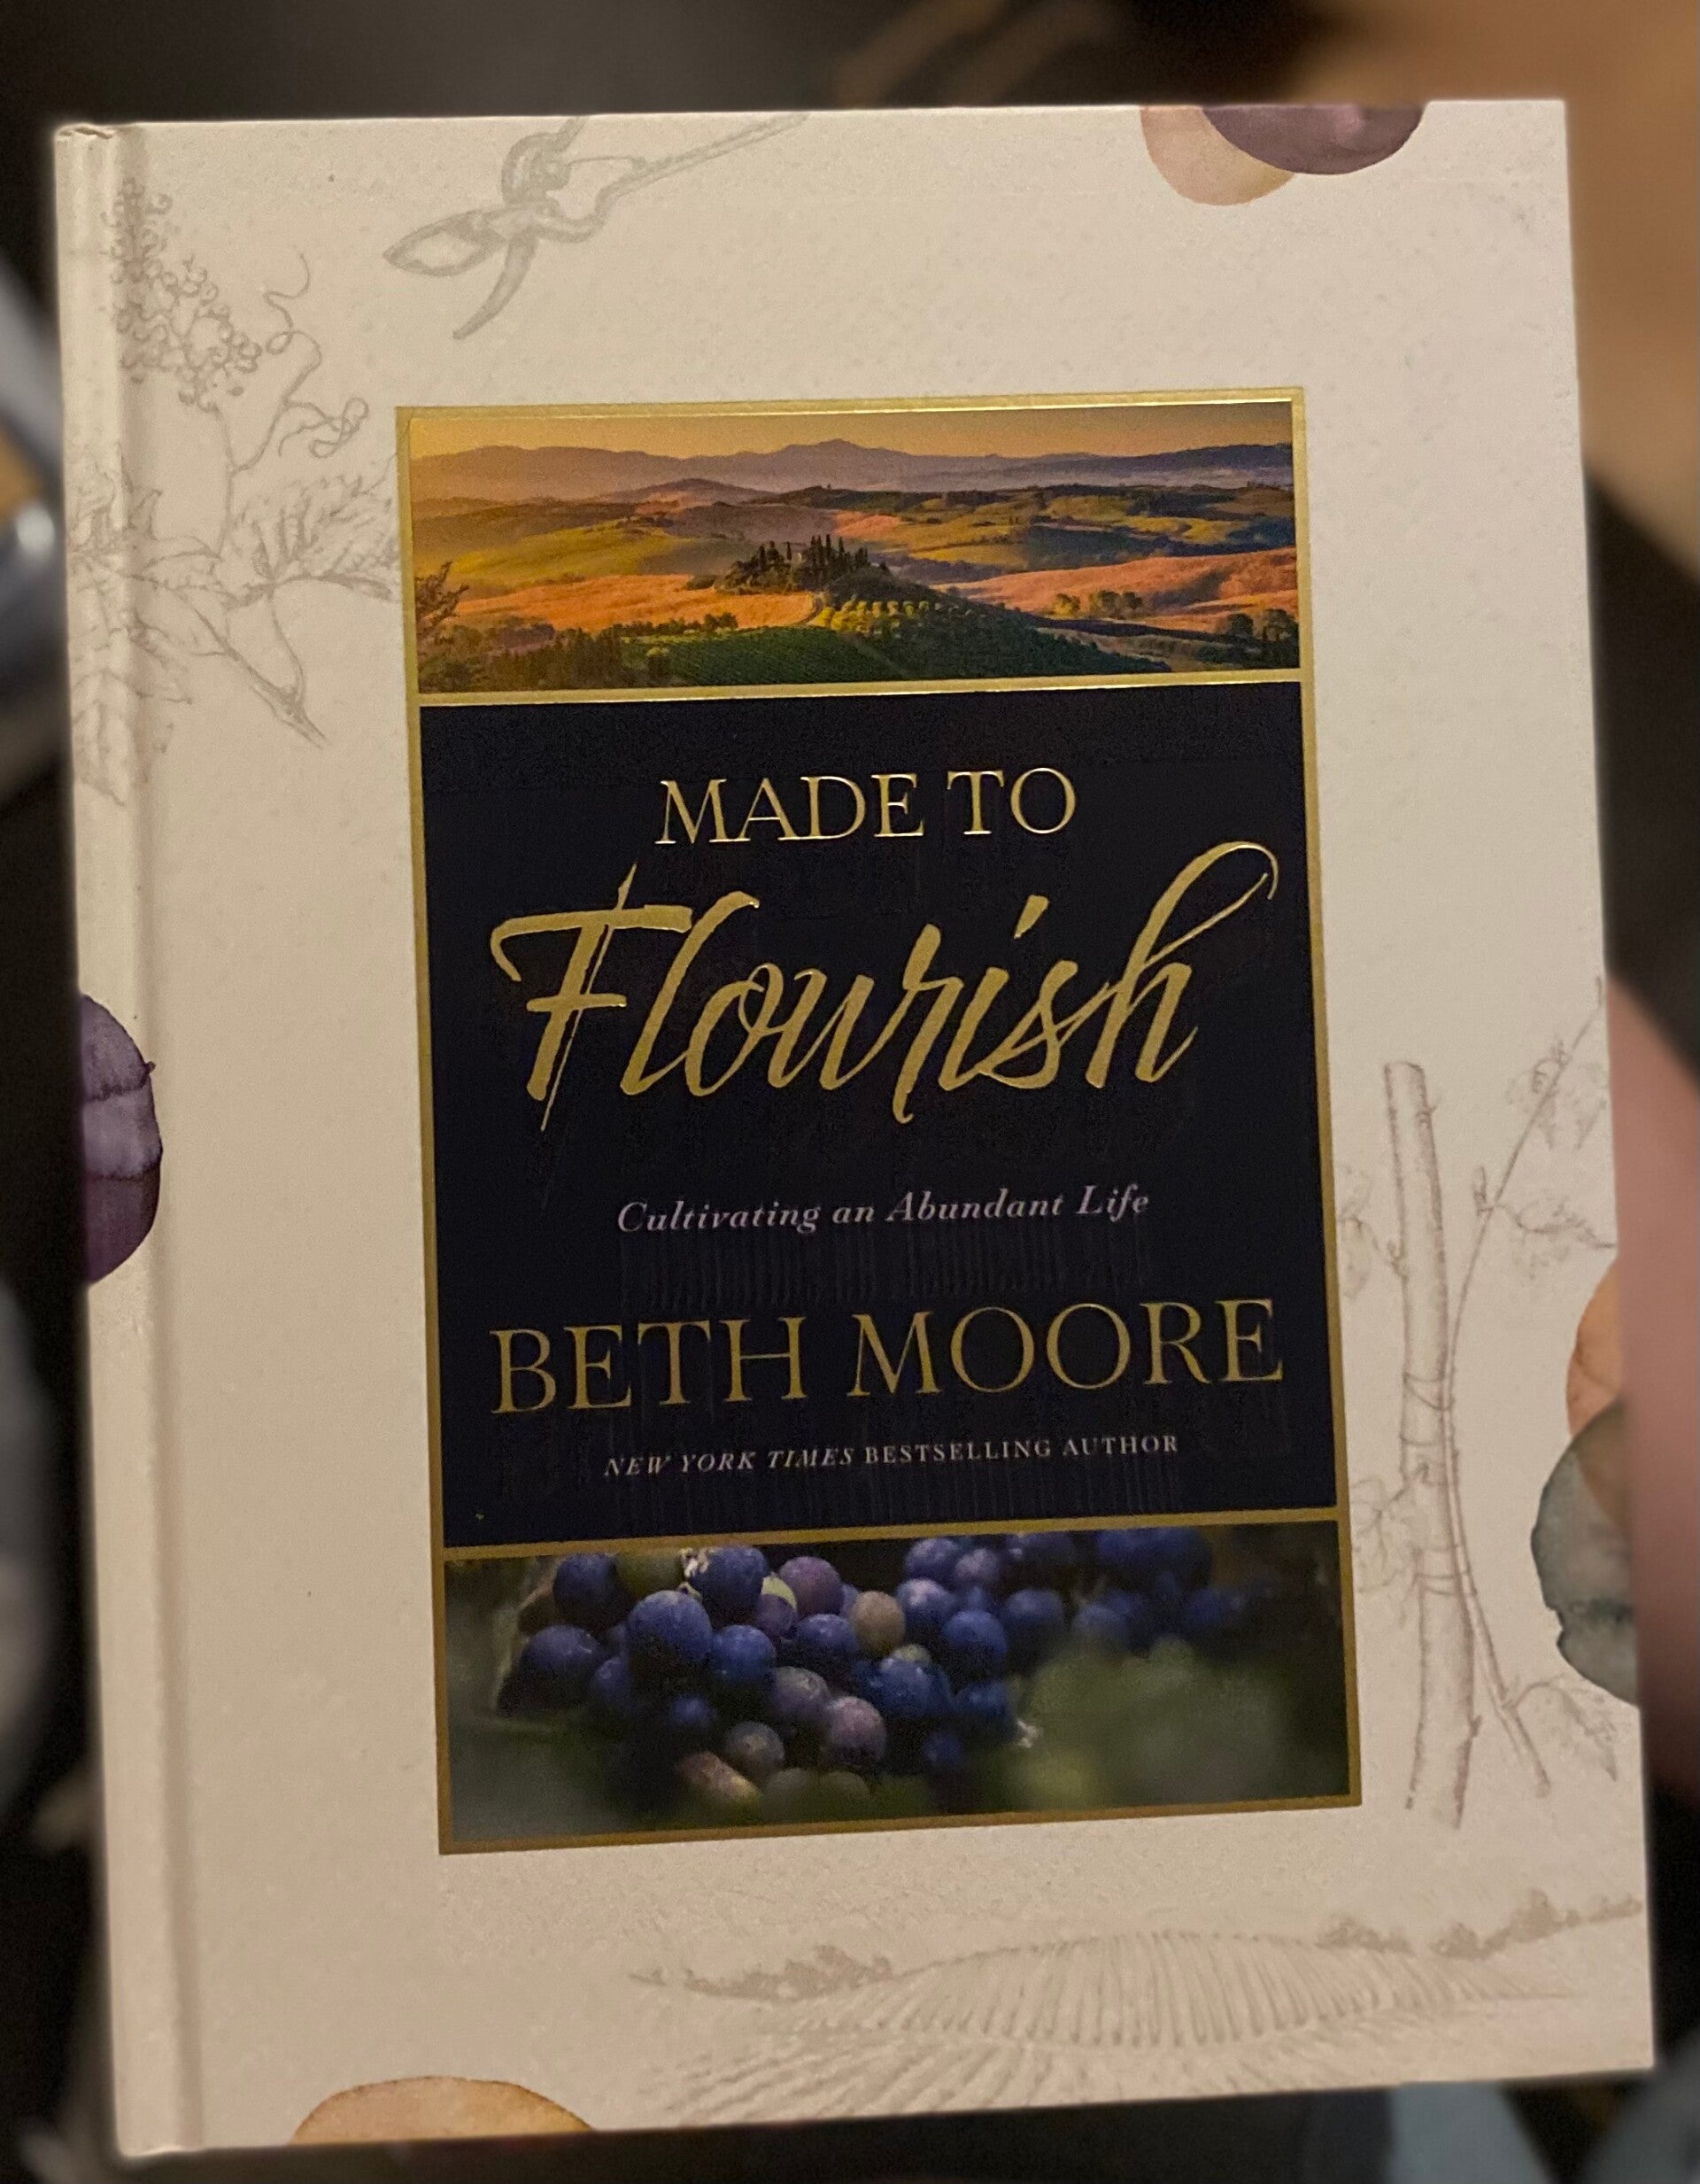 MADE TO
Flourish
Cultivating an Abundant Life
BETH MOORE
NEW YORK TIMES BESTSELLING AUTHOR